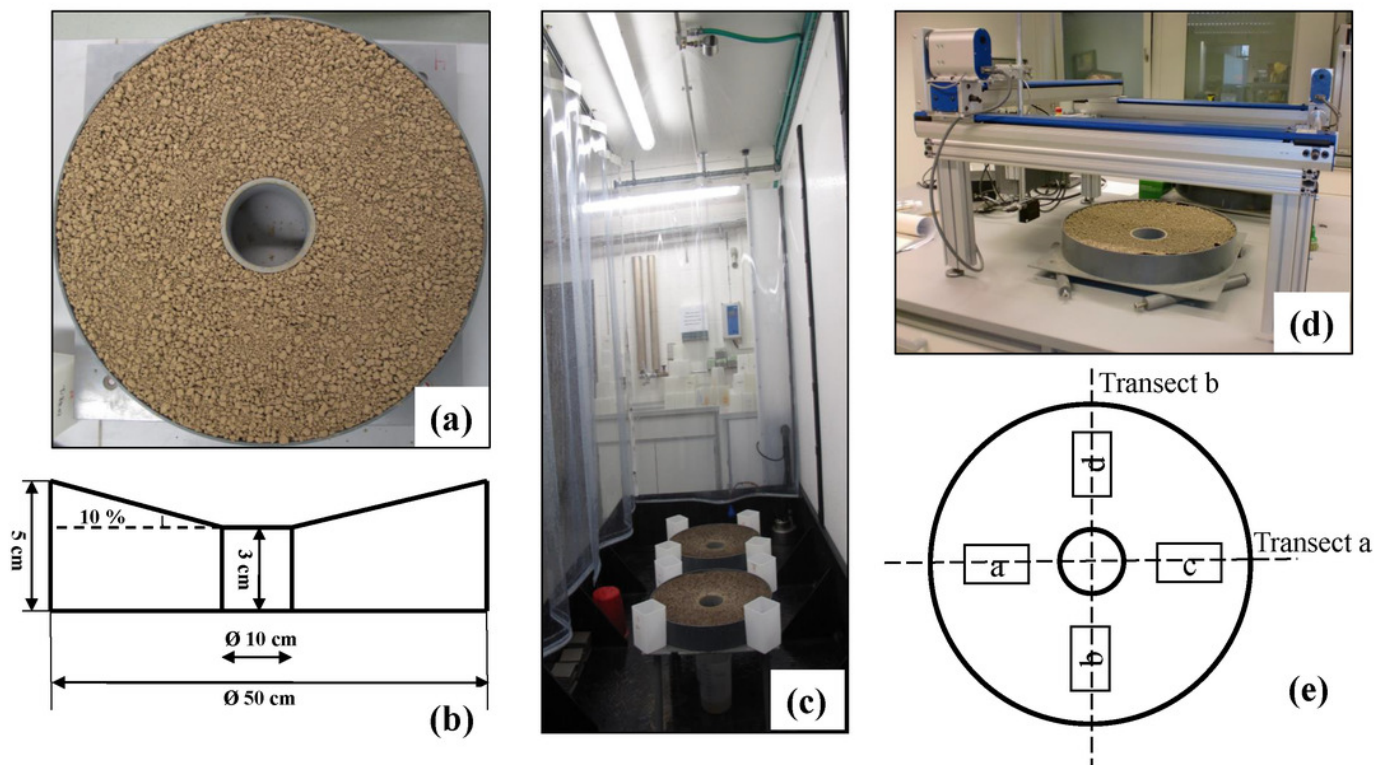 (a)
10 %
5 cm
3 cm
Ø 10 cm
Ø 50 cm
(b)
(c)
(d)
Transect b
d
Transect a
a
c
b
(e)